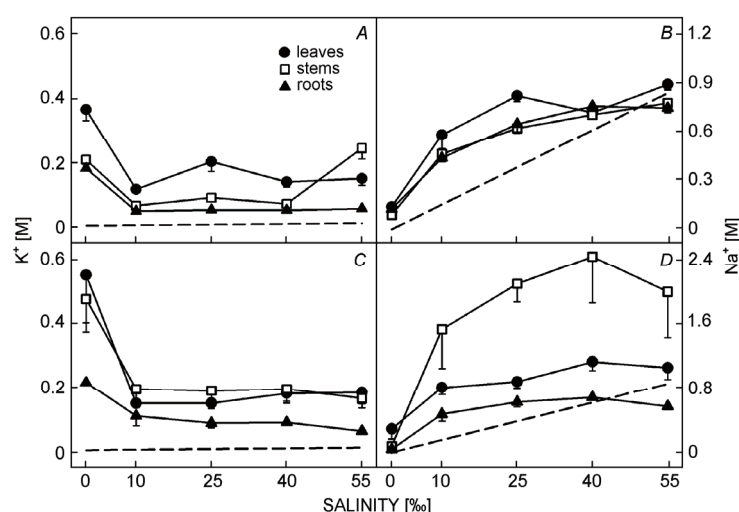 0.6
0.4
0.2
0
A
leaves
stems
roots
B
1.2
0.9
0.6
0.3
0
K⁺ [M]
Na⁺ [M]
0.6
0.4
0.2
0
C
D
2.4
1.6
0.8
0
0 10 25 40 55 0 10 25 40 55
SALINITY [‰]